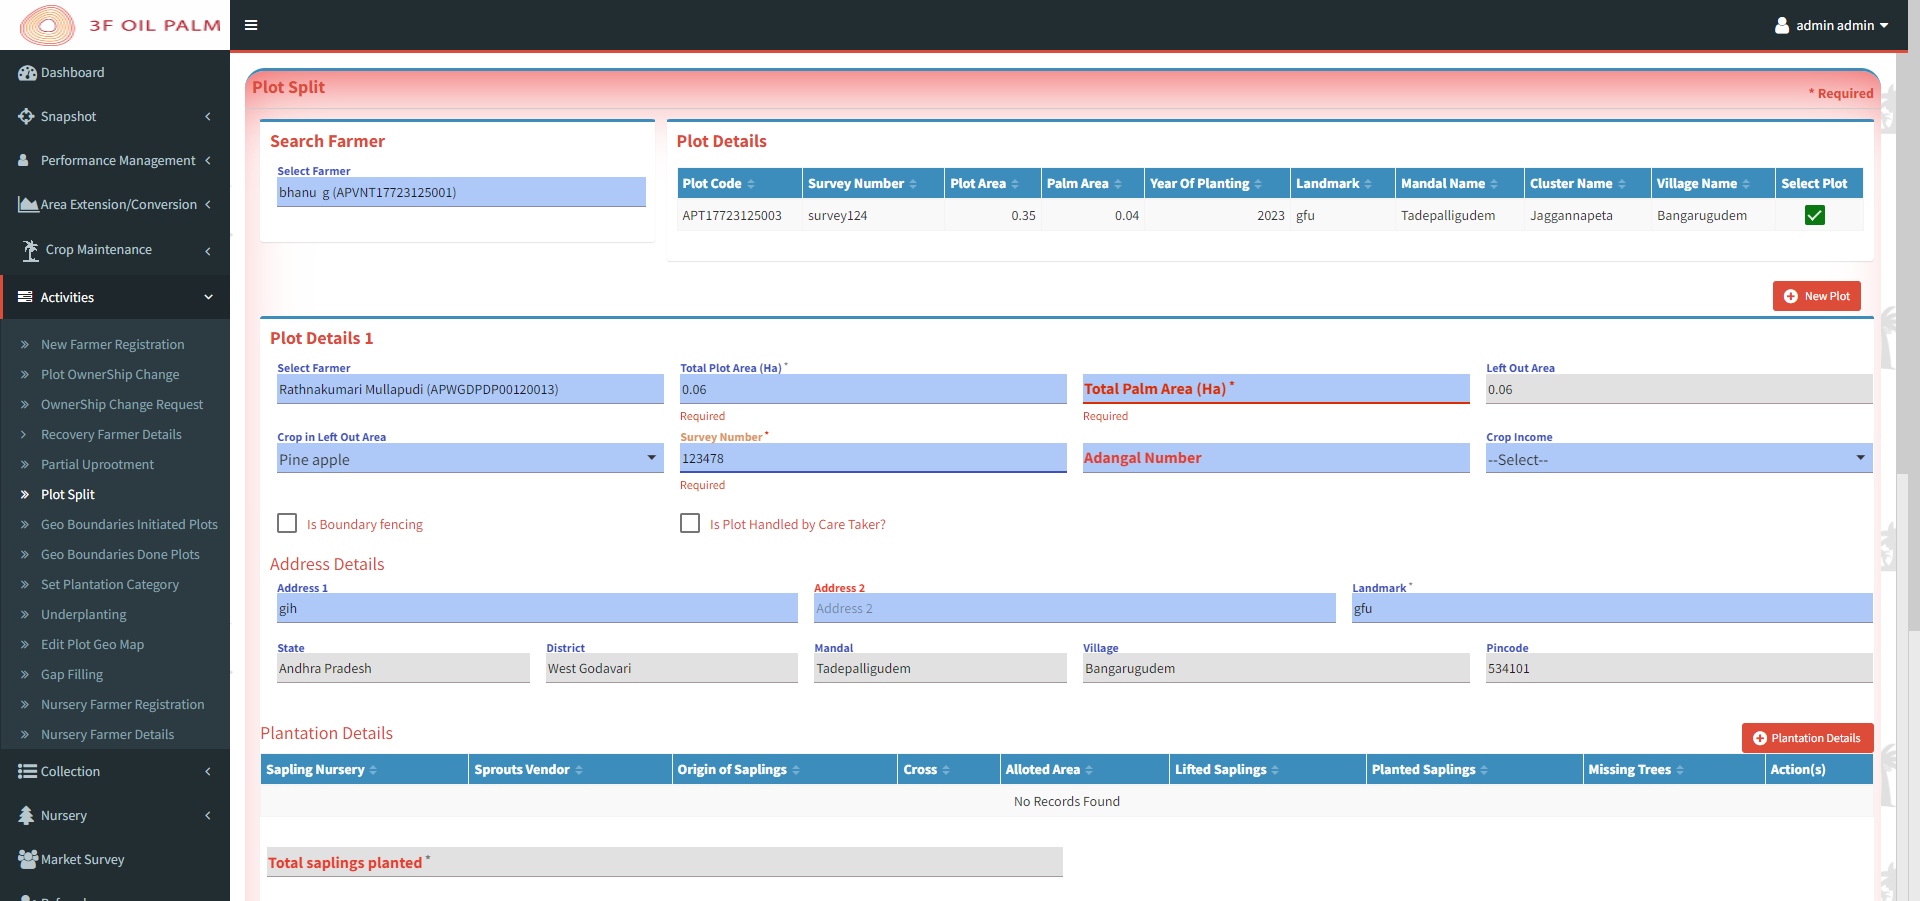 3F OIL PALM
admin admin
Dashboard
Snapshot
Performance Management
Area Extension/Conversion
Crop Maintenance
Activities
New Farmer Registration
Plot OwnerShip Change
OwnerShip Change Request
Recovery Farmer Details
Partial Uprootment
Plot Split
Geo Boundaries Initiated Plots
Geo Boundaries Done Plots
Set Plantation Category
Underplanting
Edit Plot Geo Map
Gap Filling
Nursery Farmer Registration
Nursery Farmer Details
Collection
Nursery
Market Survey
Plot Split
* Required
Search Farmer
Select Farmer
bhanu g (APVNT17723125001)
Plot Details
Plot Code Survey Number Plot Area Palm Area Year Of Planting Landmark Mandal Name Cluster Name Village Name Select Plot
APT17723125003 survey124 0.35 0.04 2023 gfu Tadepalligudem Jaggannapeta Bangarugudem
New Plot
Plot Details 1
Select Farmer Total Plot Area (Ha) * Left Out Area
Rathnakumari Mullapudi (APWGDPDP00120013) 0.06 Total Palm Area (Ha) * 0.06
Required Required
Crop in Left Out Area Survey Number * Crop Income
Pine apple 123478 Adangal Number --Select--
Required
Is Boundary fencing Is Plot Handled by Care Taker?
Address Details
Address 1 Address 2 Landmark *
gih Address 2 gfu
State District Mandal Village Pincode
Andhra Pradesh West Godavari Tadepalligudem Bangarugudem 534101
Plantation Details
Plantation Details
Sapling Nursery Sprouts Vendor Origin of Saplings Cross Alloted Area Lifted Saplings Planted Saplings Missing Trees Action(s)
No Records Found
Total saplings planted *